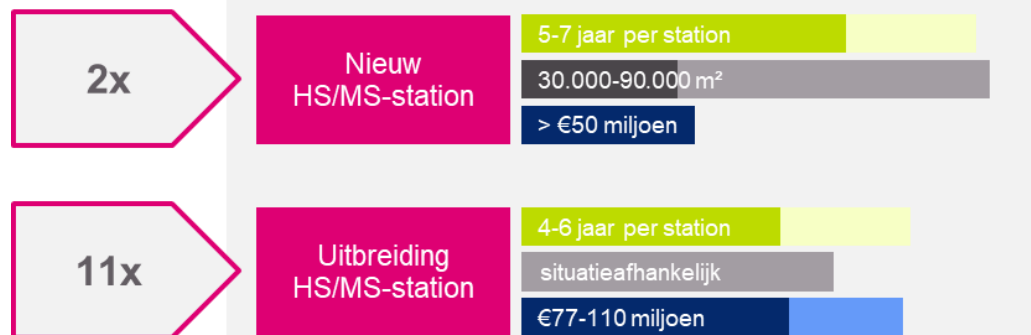 2x
Nieuw
HS/MS-station
5-7 jaar per station
30.000-90.000 m²
> €50 miljoen
11x
Uitbreiding
HS/MS-station
4-6 jaar per station
situatieafhankelijk
€77-110 miljoen